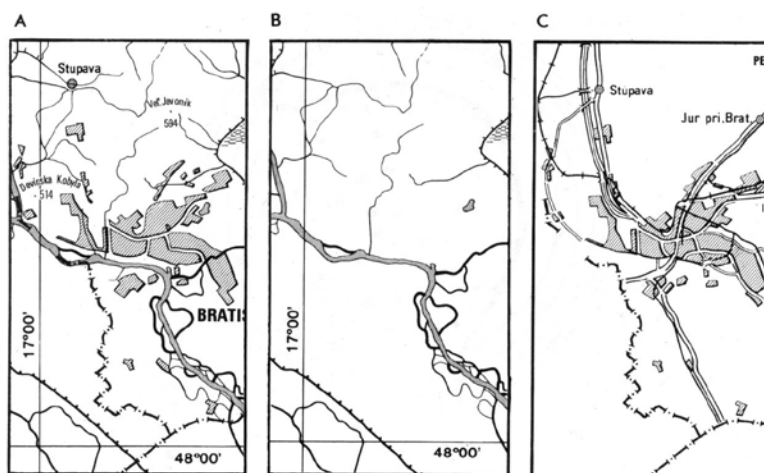 A
Stupava
Veľ. Javorník
594
Devínska Kobyla
514
BRATIS
17°00'
48°00'
B
17°00'
48°00'
C
PE
Stupava
Jur pri. Brat.